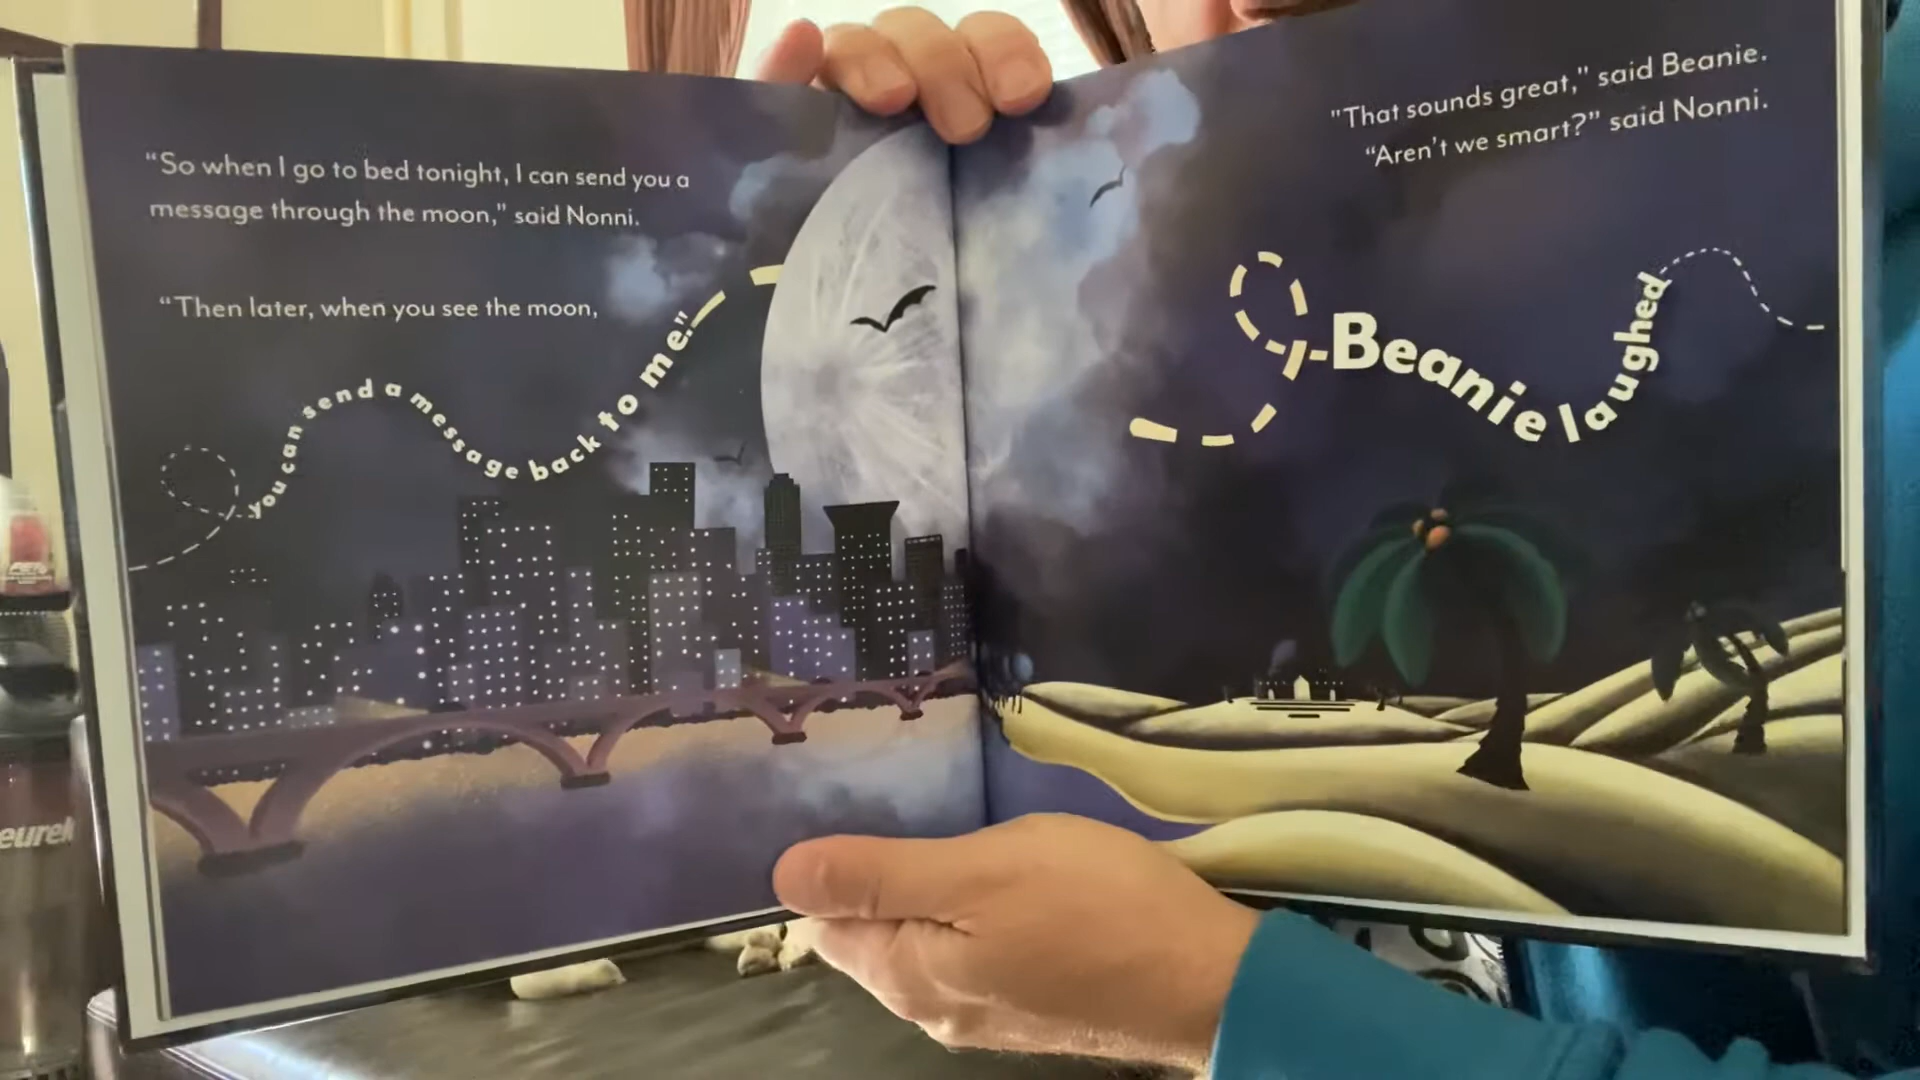 “So when I go to bed tonight, I can send you a
message through the moon,” said Nonni.
“Then later, when you see the moon,
you can send a message back to me.”
"That sounds great," said Beanie.
“Aren't we smart?” said Nonni.
Beanie laughed